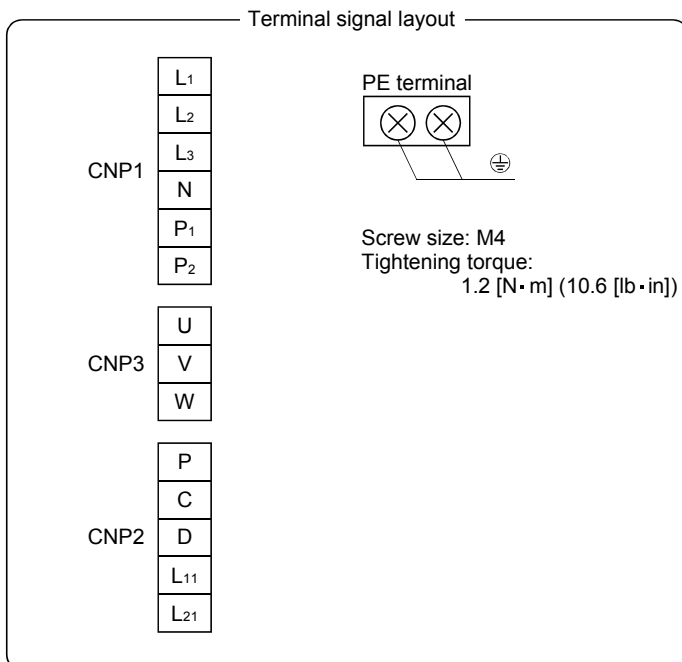 Terminal signal layout
CNP1
L1
L2
L3
N
P1
P2
CNP3
U
V
W
CNP2
P
C
D
L11
L21
PE terminal
Screw size: M4
Tightening torque:
1.2 [N▪m] (10.6 [lb▪in])